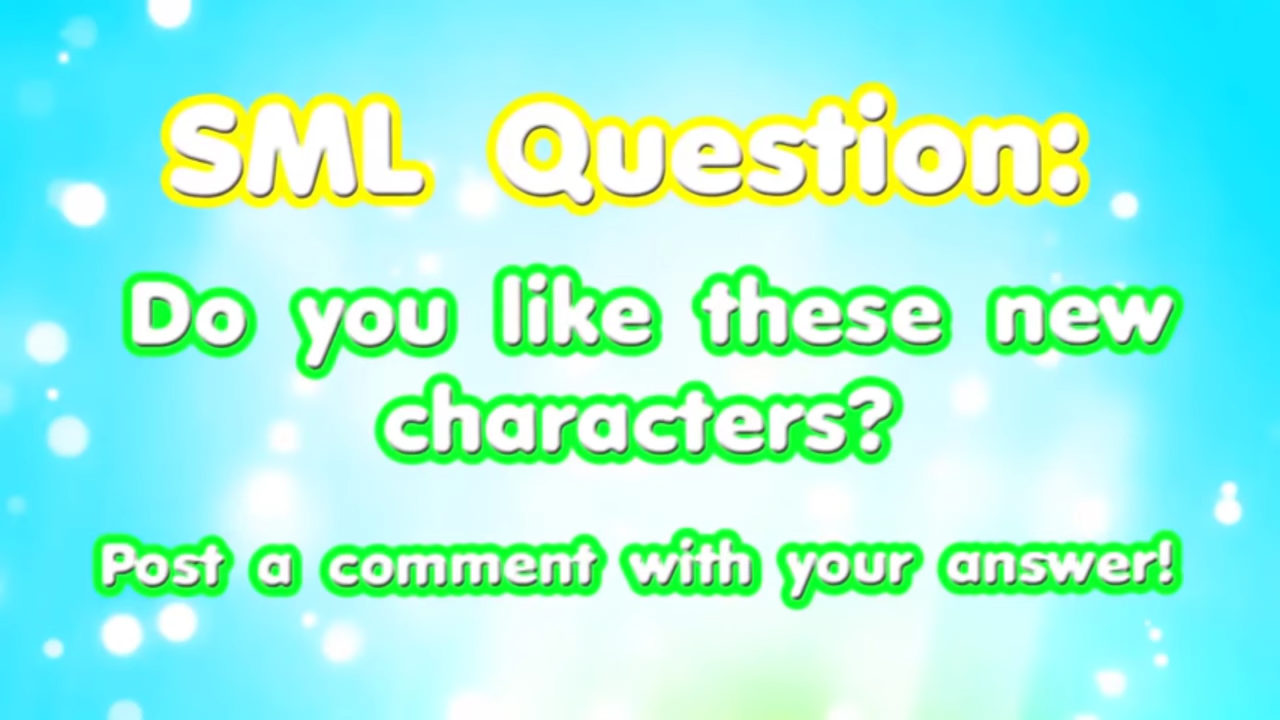 SML Question:
Do you like these new
characters?
Post a comment with your answer!